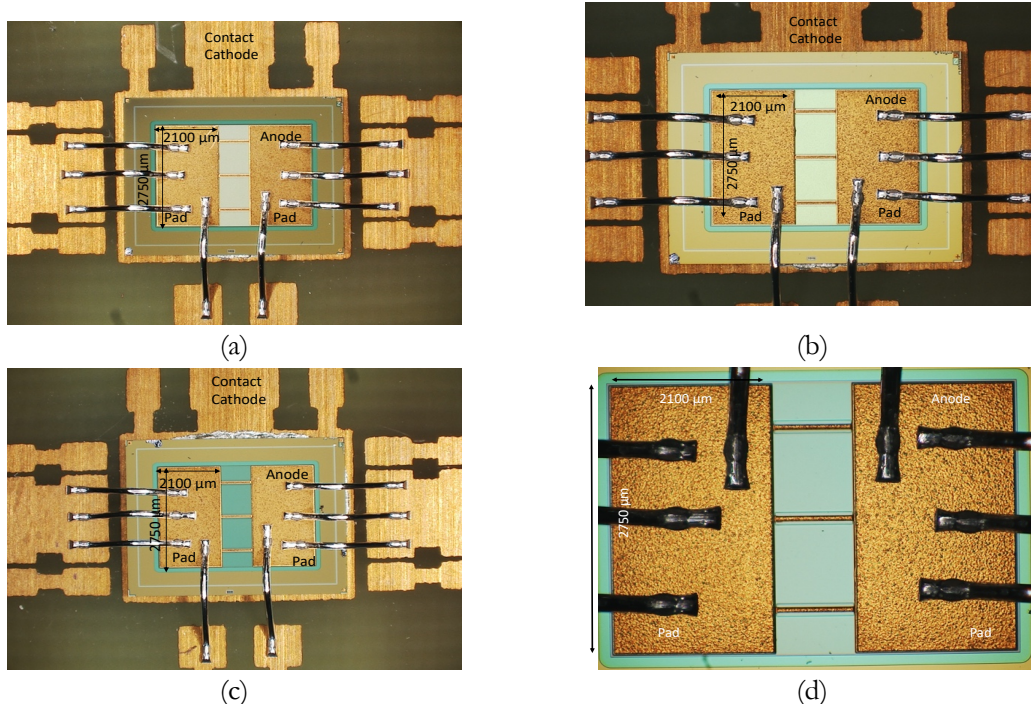 Contact
Cathode
2100 µm
Anode
2750 µm
Pad
Pad
(a)
Contact
Cathode
2100 µm
Anode
2750 µm
Pad
Pad
(b)
Contact
Cathode
2100 µm
Anode
2750 µm
Pad
Pad
(c)
2100 µm
Anode
2750 µm
Pad
Pad
(d)